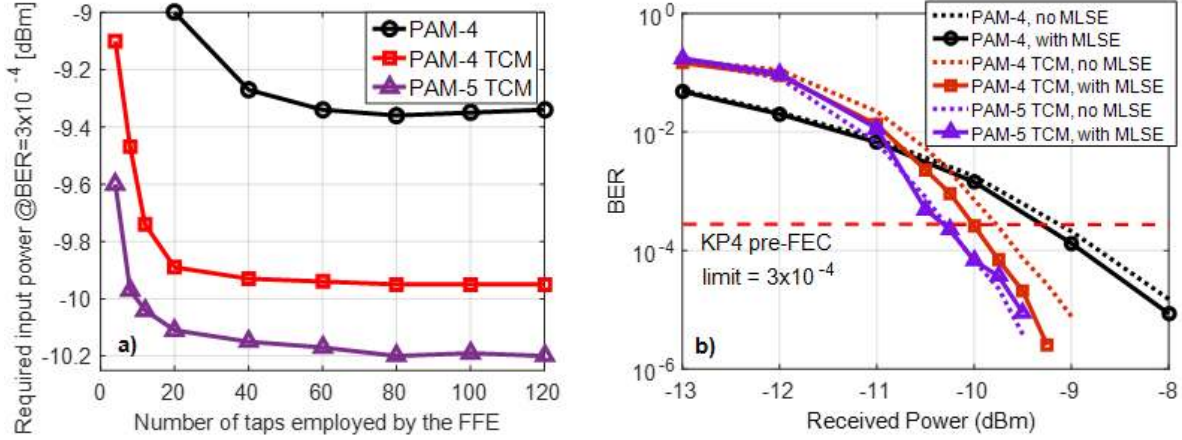 Required input power @BER=3x10 -4 [dBm]
-9
-9.2
-9.4
-9.6
-9.8
-10
-10.2
PAM-4
PAM-4 TCM
PAM-5 TCM
a)
0 20 40 60 80 100 120
Number of taps employed by the FFE
BER
10^0
10^-2
10^-4
10^-6
PAM-4, no MLSE
PAM-4, with MLSE
PAM-4 TCM, no MLSE
PAM-4 TCM, with MLSE
PAM-5 TCM, no MLSE
PAM-5 TCM, with MLSE
KP4 pre-FEC
limit = 3x10^-4
b)
-13 -12 -11 -10 -9 -8
Received Power (dBm)